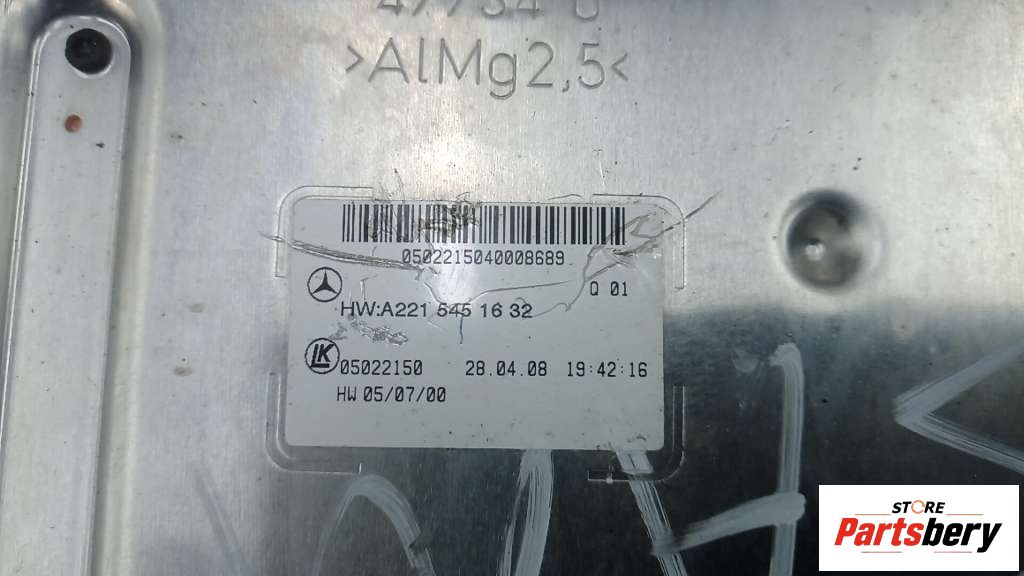 >AlMg2,5<
0502215040008689
Q 01
HW:A221 545 16 32
LK
05022150 28.04.08 19:42:16
HW 05/07/00
STORE
Partsbery